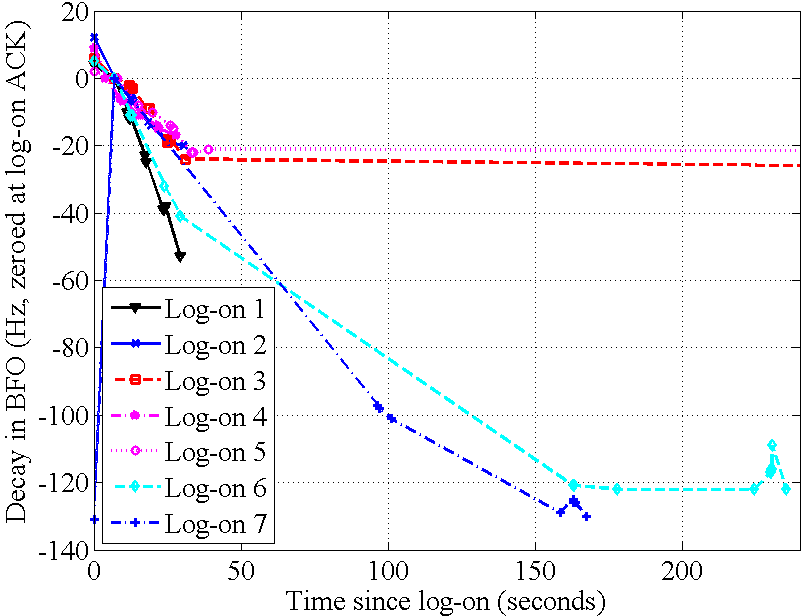 Decay in BFO (Hz, zeroed at log-on ACK)
20
0
-20
-40
-60
-80
-100
-120
-140
Log-on 1
Log-on 2
Log-on 3
Log-on 4
Log-on 5
Log-on 6
Log-on 7
0 50 100 150 200
Time since log-on (seconds)